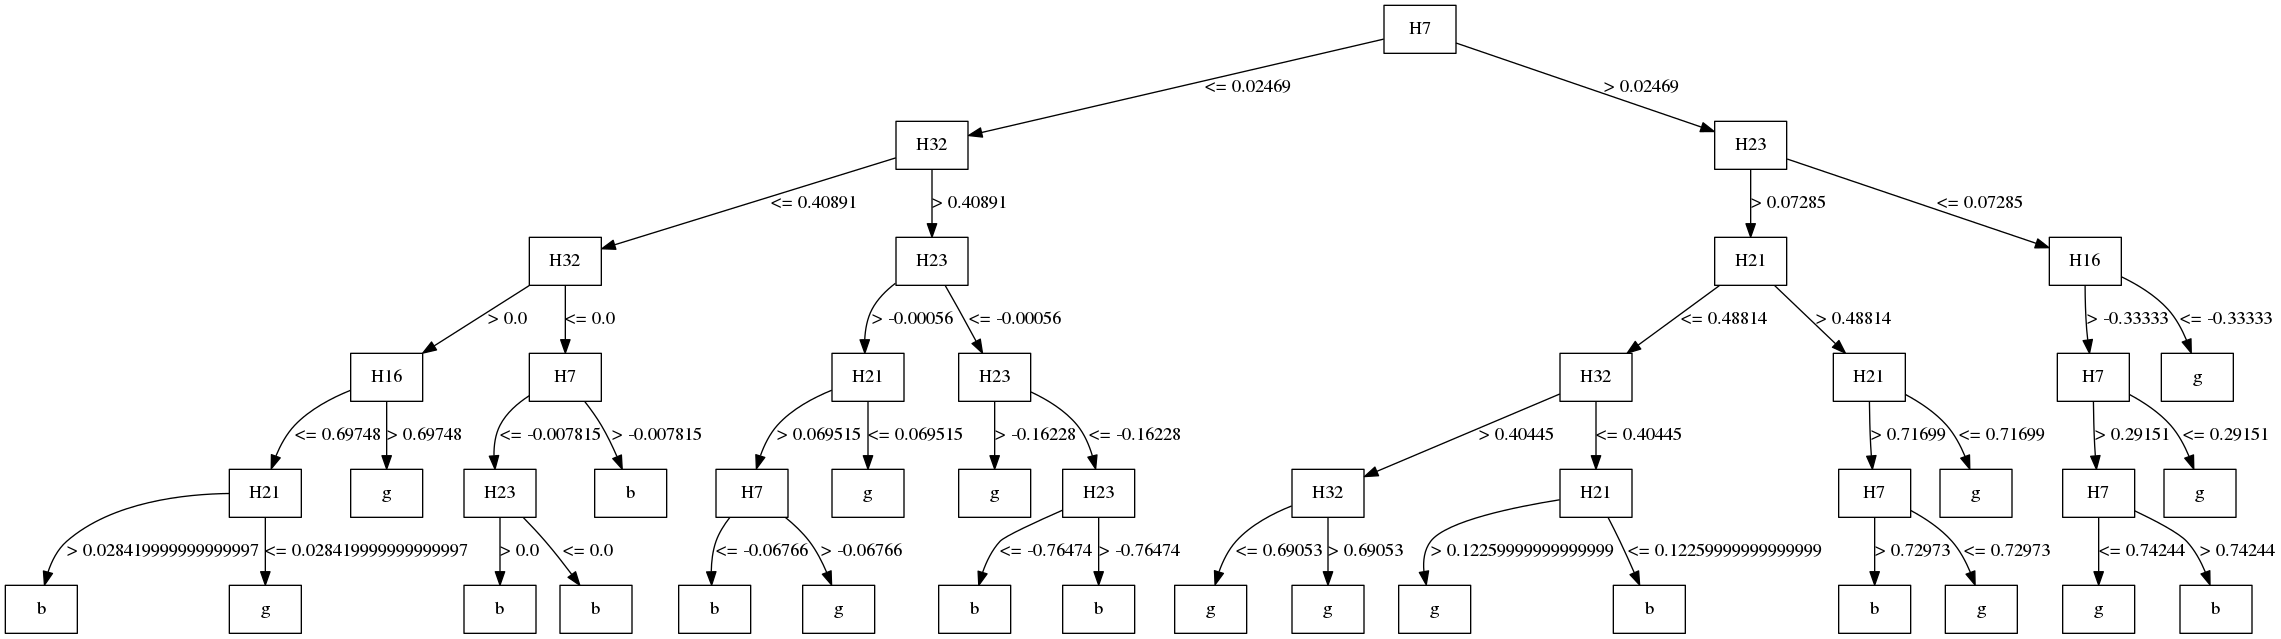 H7
<= 0.02469 > 0.02469
H32 H23
<= 0.40891 > 0.40891 > 0.07285 <= 0.07285
H32 H23 H21 H16
> 0.0 <= 0.0 > -0.00056 <= -0.00056 <= 0.48814 > 0.48814 > -0.33333 <= -0.33333
H16 H7 H21 H23 H32 H21 H7 g
<= 0.69748 > 0.69748 <= -0.007815 > -0.007815 > 0.069515 <= 0.069515 > -0.16228 <= -0.16228 > 0.40445 <= 0.40445 > 0.71699 <= 0.71699 > 0.29151 <= 0.29151
H21 g H23 b H7 g g H23 H32 H21 H7 g H7 g
> 0.028419999999999997 <= 0.028419999999999997 > 0.0 <= 0.0 <= -0.06766 > -0.06766 <= -0.76474 > -0.76474 <= 0.69053 > 0.69053 > 0.12259999999999999 <= 0.12259999999999999 > 0.72973 <= 0.72973 <= 0.74244 > 0.74244
b g b b b g b b g g g b b g g b